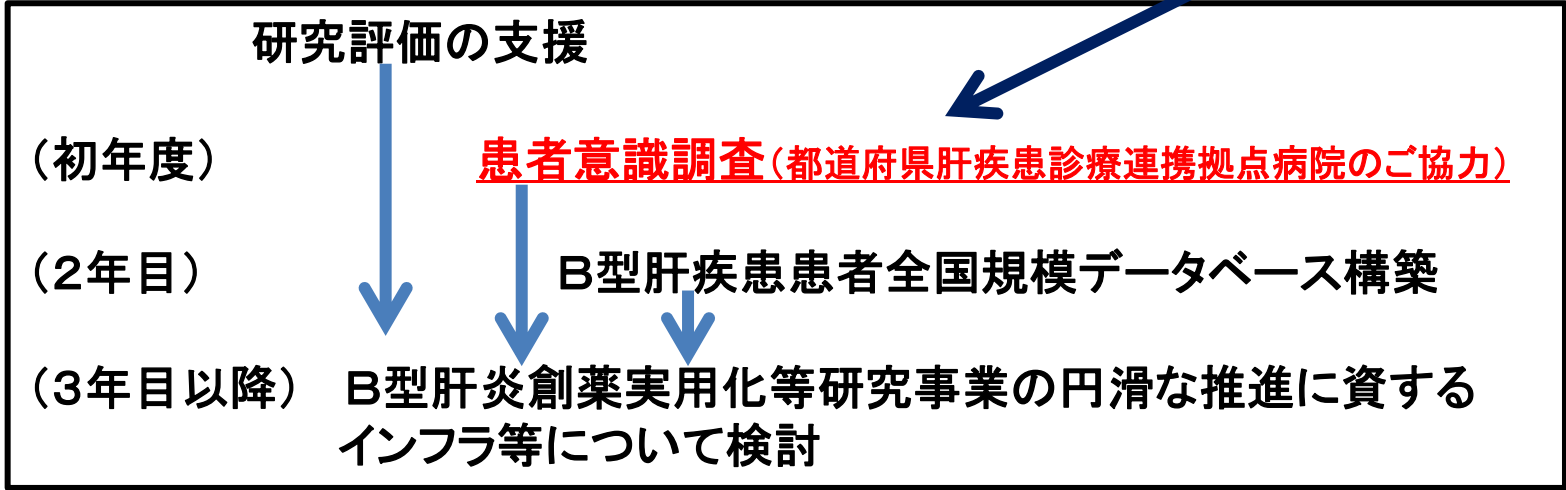 研究評価の支援
（初年度） 患者意識調査（都道府県肝疾患診療連携拠点病院のご協力）
（２年目） Ｂ型肝疾患患者全国規模データベース構築
（３年目以降） Ｂ型肝炎創薬実用化等研究事業の円滑な推進に資する
インフラ等について検討